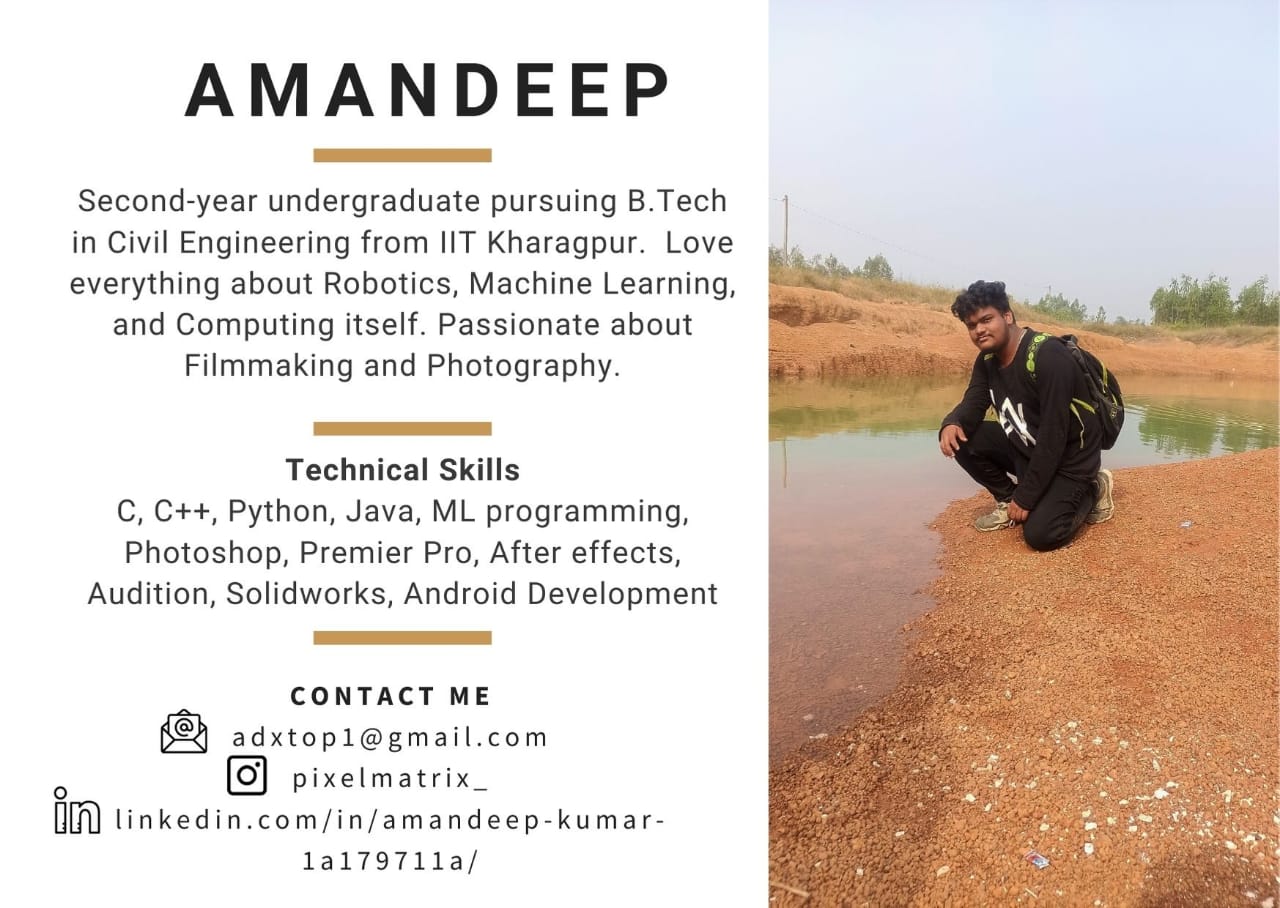 AMANDEEP
Second-year undergraduate pursuing B.Tech
in Civil Engineering from IIT Kharagpur.  Love
everything about Robotics, Machine Learning,
and Computing itself. Passionate about
Filmmaking and Photography.
Technical Skills
C, C++, Python, Java, ML programming,
Photoshop, Premier Pro, After effects,
Audition, Solidworks, Android Development
CONTACT ME
adxtop1@gmail.com
pixelmatrix_
in linkedin.com/in/amandeep-kumar-
1a179711a/